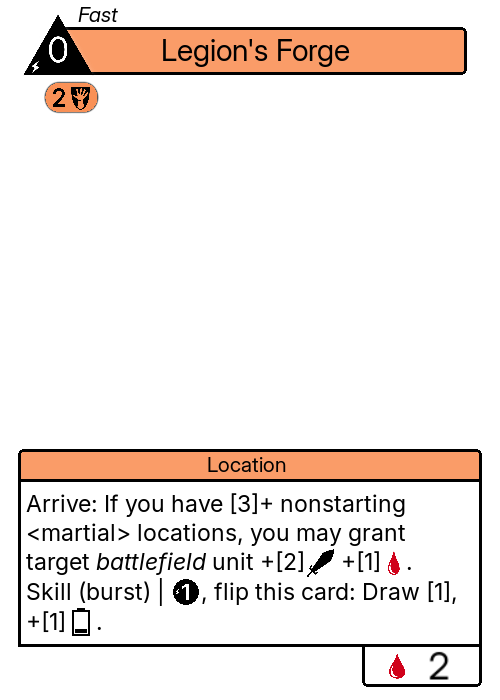 Fast
0
Legion's Forge
2
Location
Arrive: If you have [3]+ nonstarting
<martial> locations, you may grant
target battlefield unit +[2] +[1] .
Skill (burst) | 1, flip this card: Draw [1],
+[1] .
2